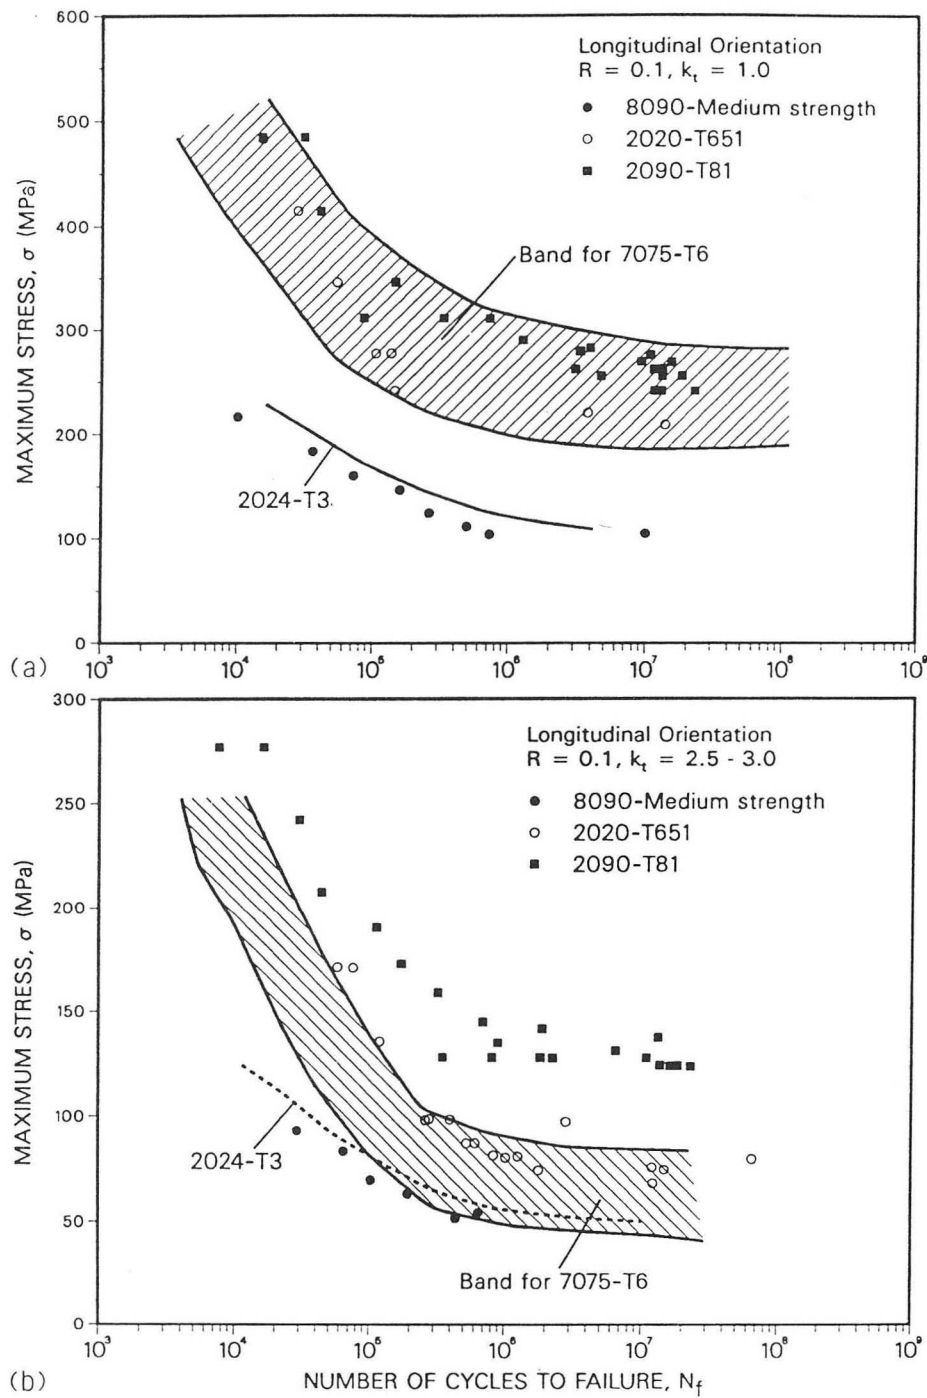 600
500
400
300
200
100
0
MAXIMUM STRESS, σ (MPa)
Longitudinal Orientation
R = 0.1, kₜ = 1.0
8090-Medium strength
2020-T651
2090-T81
Band for 7075-T6
2024-T3
10³ 10⁴ 10⁵ 10⁶ 10⁷ 10⁸ 10⁹
(a)
300
250
200
150
100
50
0
MAXIMUM STRESS, σ (MPa)
Longitudinal Orientation
R = 0.1, kₜ = 2.5 - 3.0
8090-Medium strength
2020-T651
2090-T81
2024-T3
Band for 7075-T6
10³ 10⁴ 10⁵ 10⁶ 10⁷ 10⁸ 10⁹
(b)
NUMBER OF CYCLES TO FAILURE, N_f